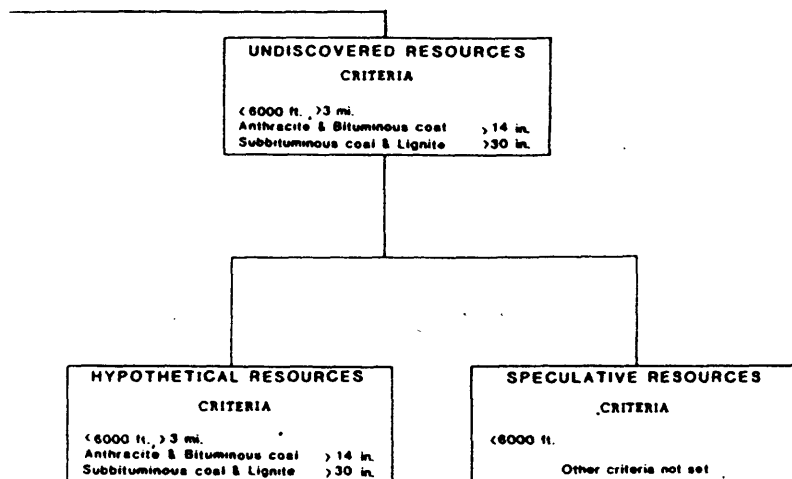 UNDISCOVERED RESOURCES
CRITERIA
<6000 ft., >3 mi.
Anthracite & Bituminous coal >14 in.
Subbituminous coal & Lignite >30 in.
HYPOTHETICAL RESOURCES
CRITERIA
<6000 ft., >3 mi.
Anthracite & Bituminous coal >14 in.
Subbituminous coal & Lignite >30 in.
SPECULATIVE RESOURCES
CRITERIA
<6000 ft.
Other criteria not set